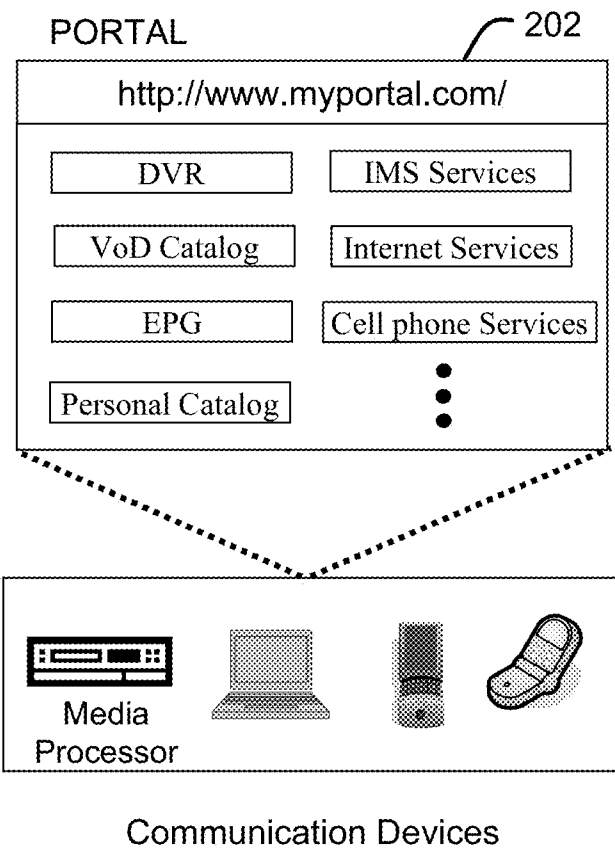 PORTAL
202
http://www.myportal.com/
DVR
IMS Services
VoD Catalog
Internet Services
EPG
Cell phone Services
Personal Catalog
Media
Processor
Communication Devices